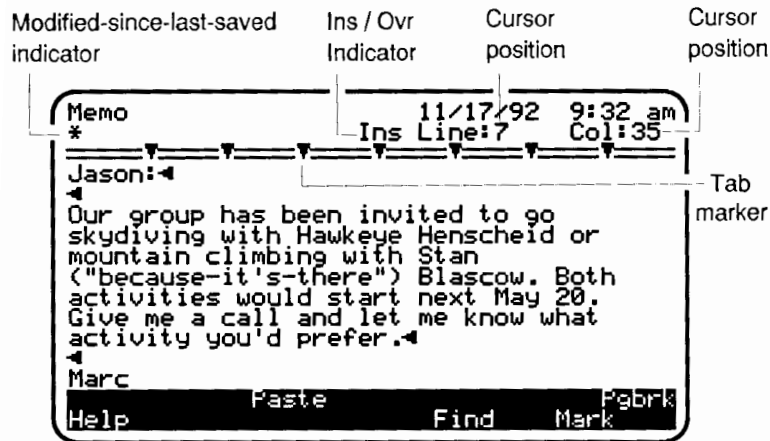 Modified-since-last-saved indicator
Ins / Ovr Indicator
Cursor position
Cursor position
Memo 11/17/92 9:32 am
* Ins Line:7 Col:35
Jason:
Tab marker
Our group has been invited to go
skydiving with Hawkeye Henscheid or
mountain climbing with Stan
("because-it's-there") Blascow. Both
activities would start next May 20.
Give me a call and let me know what
activity you'd prefer.
Marc
Paste Pgbrk
Help Find Mark